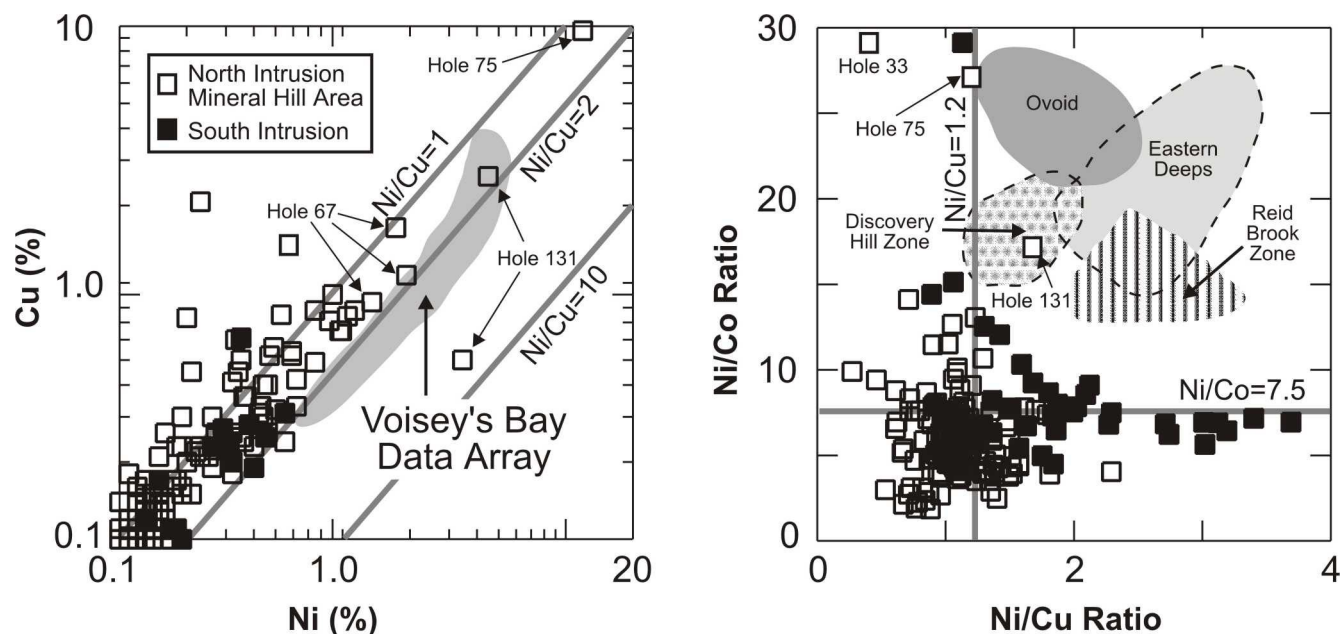 10
1.0
0.1
Cu (%)
North Intrusion
Mineral Hill Area
South Intrusion
Hole 75
Ni/Cu=1
Ni/Cu=2
Hole 67
Hole 131
Ni/Cu=10
Voisey's Bay
Data Array
0.1
1.0
20
Ni (%)
30
20
10
0
Ni/Co Ratio
Hole 33
Hole 75
Ni/Cu=1.2
Ovoid
Eastern
Deeps
Discovery
Hill Zone
Reid
Brook
Zone
Hole 131
Ni/Co=7.5
0
2
4
Ni/Cu Ratio